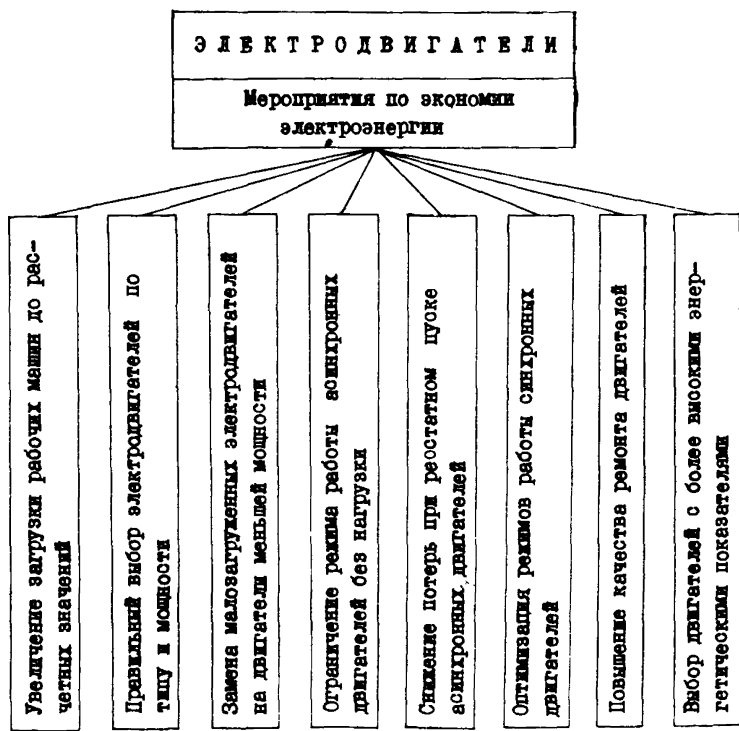 ЭЛЕКТРОДВИГАТЕЛИ
Мероприятия по экономии
электроэнергии
Увеличение загрузки рабочих машин до рас-
четных значений
Правильный выбор электродвигателей по
типу и мощности
Замена малозагруженных электродвигателей
на двигатели меньшей мощности
Ограничение режима работы асинхронных
двигателей без нагрузки
Снижение потерь при реостатном пуске
асинхронных двигателей
Оптимизация режимов работы синхронных
двигателей
Повышение качества ремонта двигателей
Выбор двигателей с более высокими энер-
гетическими показателями